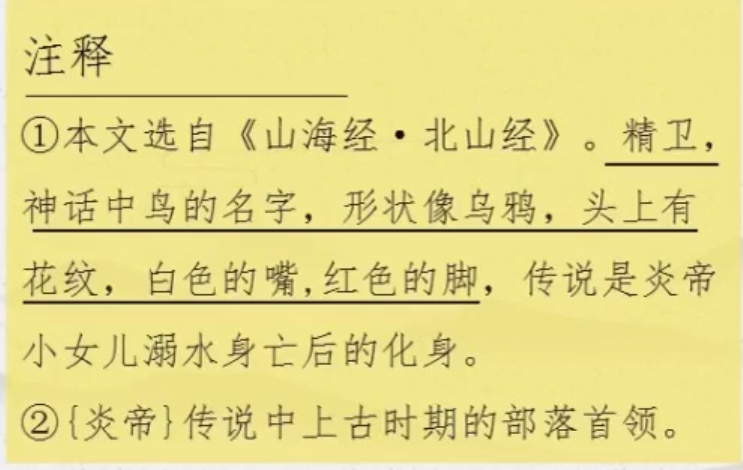 注释
①本文选自《山海经·北山经》。精卫，
神话中鸟的名字，形状像乌鸦，头上有
花纹，白色的嘴,红色的脚，传说是炎帝
小女儿溺水身亡后的化身。
②{炎帝}传说中上古时期的部落首领。